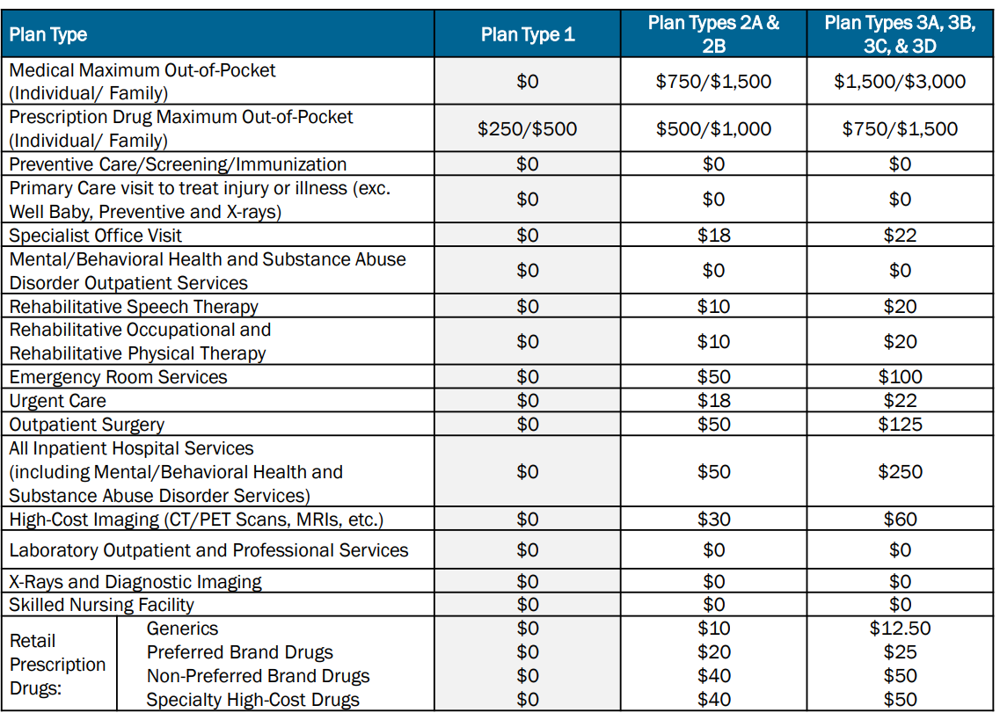 Plan Type Plan Type 1 Plan Types 2A & 2B Plan Types 3A, 3B, 3C, & 3D
Medical Maximum Out-of-Pocket
(Individual/ Family) $0 $750/$1,500 $1,500/$3,000
Prescription Drug Maximum Out-of-Pocket
(Individual/ Family) $250/$500 $500/$1,000 $750/$1,500
Preventive Care/Screening/Immunization $0 $0 $0
Primary Care visit to treat injury or illness (exc.
Well Baby, Preventive and X-rays) $0 $0 $0
Specialist Office Visit $0 $18 $22
Mental/Behavioral Health and Substance Abuse
Disorder Outpatient Services $0 $0 $0
Rehabilitative Speech Therapy $0 $10 $20
Rehabilitative Occupational and
Rehabilitative Physical Therapy $0 $10 $20
Emergency Room Services $0 $50 $100
Urgent Care $0 $18 $22
Outpatient Surgery $0 $50 $125
All Inpatient Hospital Services
(including Mental/Behavioral Health and
Substance Abuse Disorder Services) $0 $50 $250
High-Cost Imaging (CT/PET Scans, MRIs, etc.) $0 $30 $60
Laboratory Outpatient and Professional Services $0 $0 $0
X-Rays and Diagnostic Imaging $0 $0 $0
Skilled Nursing Facility $0 $0 $0
Retail
Prescription
Drugs:
Generics $0 $10 $12.50
Preferred Brand Drugs $0 $20 $25
Non-Preferred Brand Drugs $0 $40 $50
Specialty High-Cost Drugs $0 $40 $50